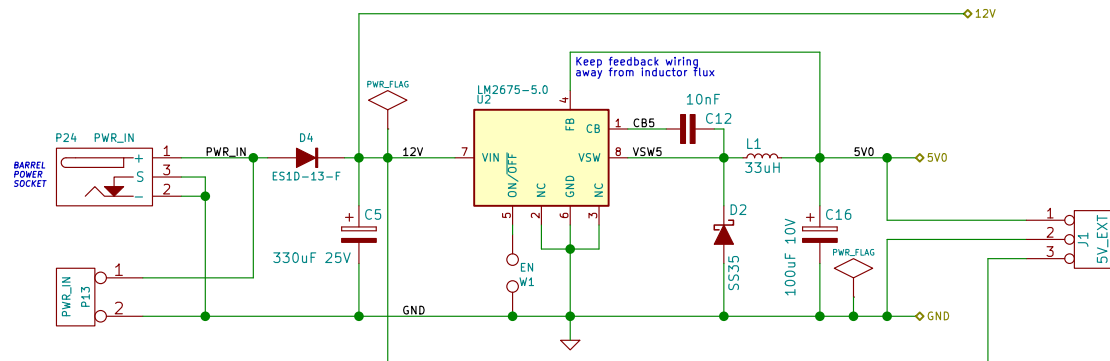 12V
Keep feedback wiring
away from inductor flux
PWR_FLAG
LM2675-5.0
U2
4
FB
10nF
C12
P24 PWR_IN
BARREL
POWER
SOCKET
+ 1
S 3
- 2
PWR_IN
D4
ES1D-13-F
12V
7 VIN
ON/OFF
NC
GND
NC
CB 1 CB5
VSW 8 VSW5
L1
33uH
5V0
5V0
5
2
6
3
+ C5
330uF 25V
EN
W1
D2
SS35
+ C16
100uF 10V
PWR_FLAG
1
2
3
J1
5V_EXT
PWR_IN
P13
1
2
GND
GND